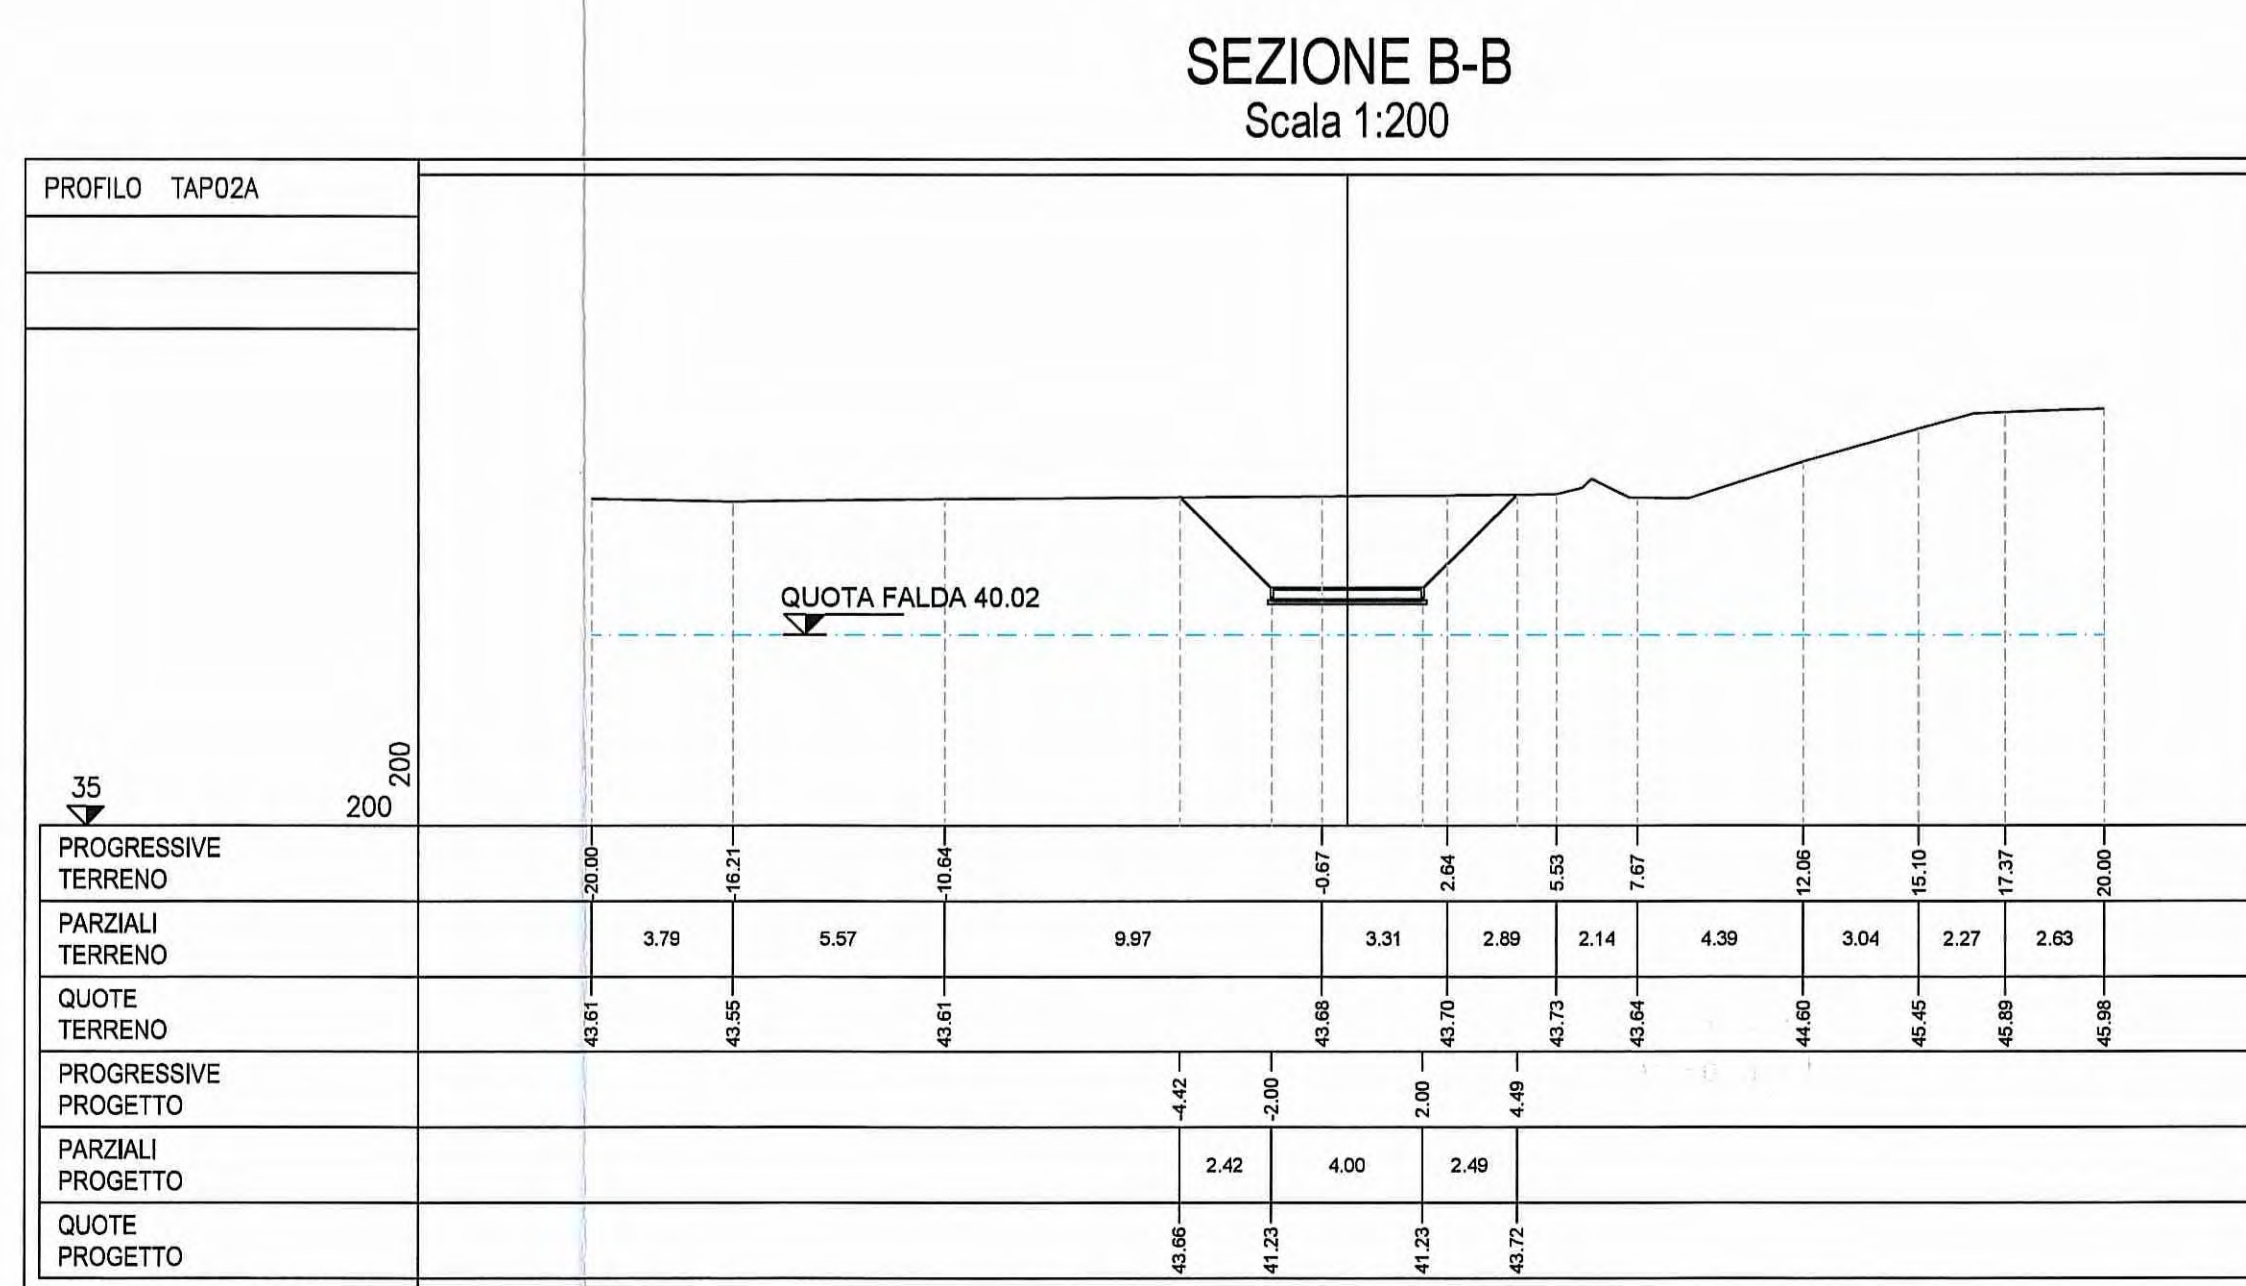 SEZIONE B-B
Scala 1:200
PROFILO TAP02A
QUOTA FALDA 40.02
35
200
200
PROGRESSIVE
TERRENO
-20.00 -16.21 -10.64 -0.67 2.64 5.53 7.67 12.06 15.10 17.37 20.00
PARZIALI
TERRENO
3.79 5.57 9.97 3.31 2.89 2.14 4.39 3.04 2.27 2.63
QUOTE
TERRENO
43.61 43.55 43.61 43.68 43.70 43.73 43.64 44.60 45.45 45.89 45.98
PROGRESSIVE
PROGETTO
-4.42 -2.00 2.00 4.49
PARZIALI
PROGETTO
2.42 4.00 2.49
QUOTE
PROGETTO
43.66 41.23 41.23 43.72